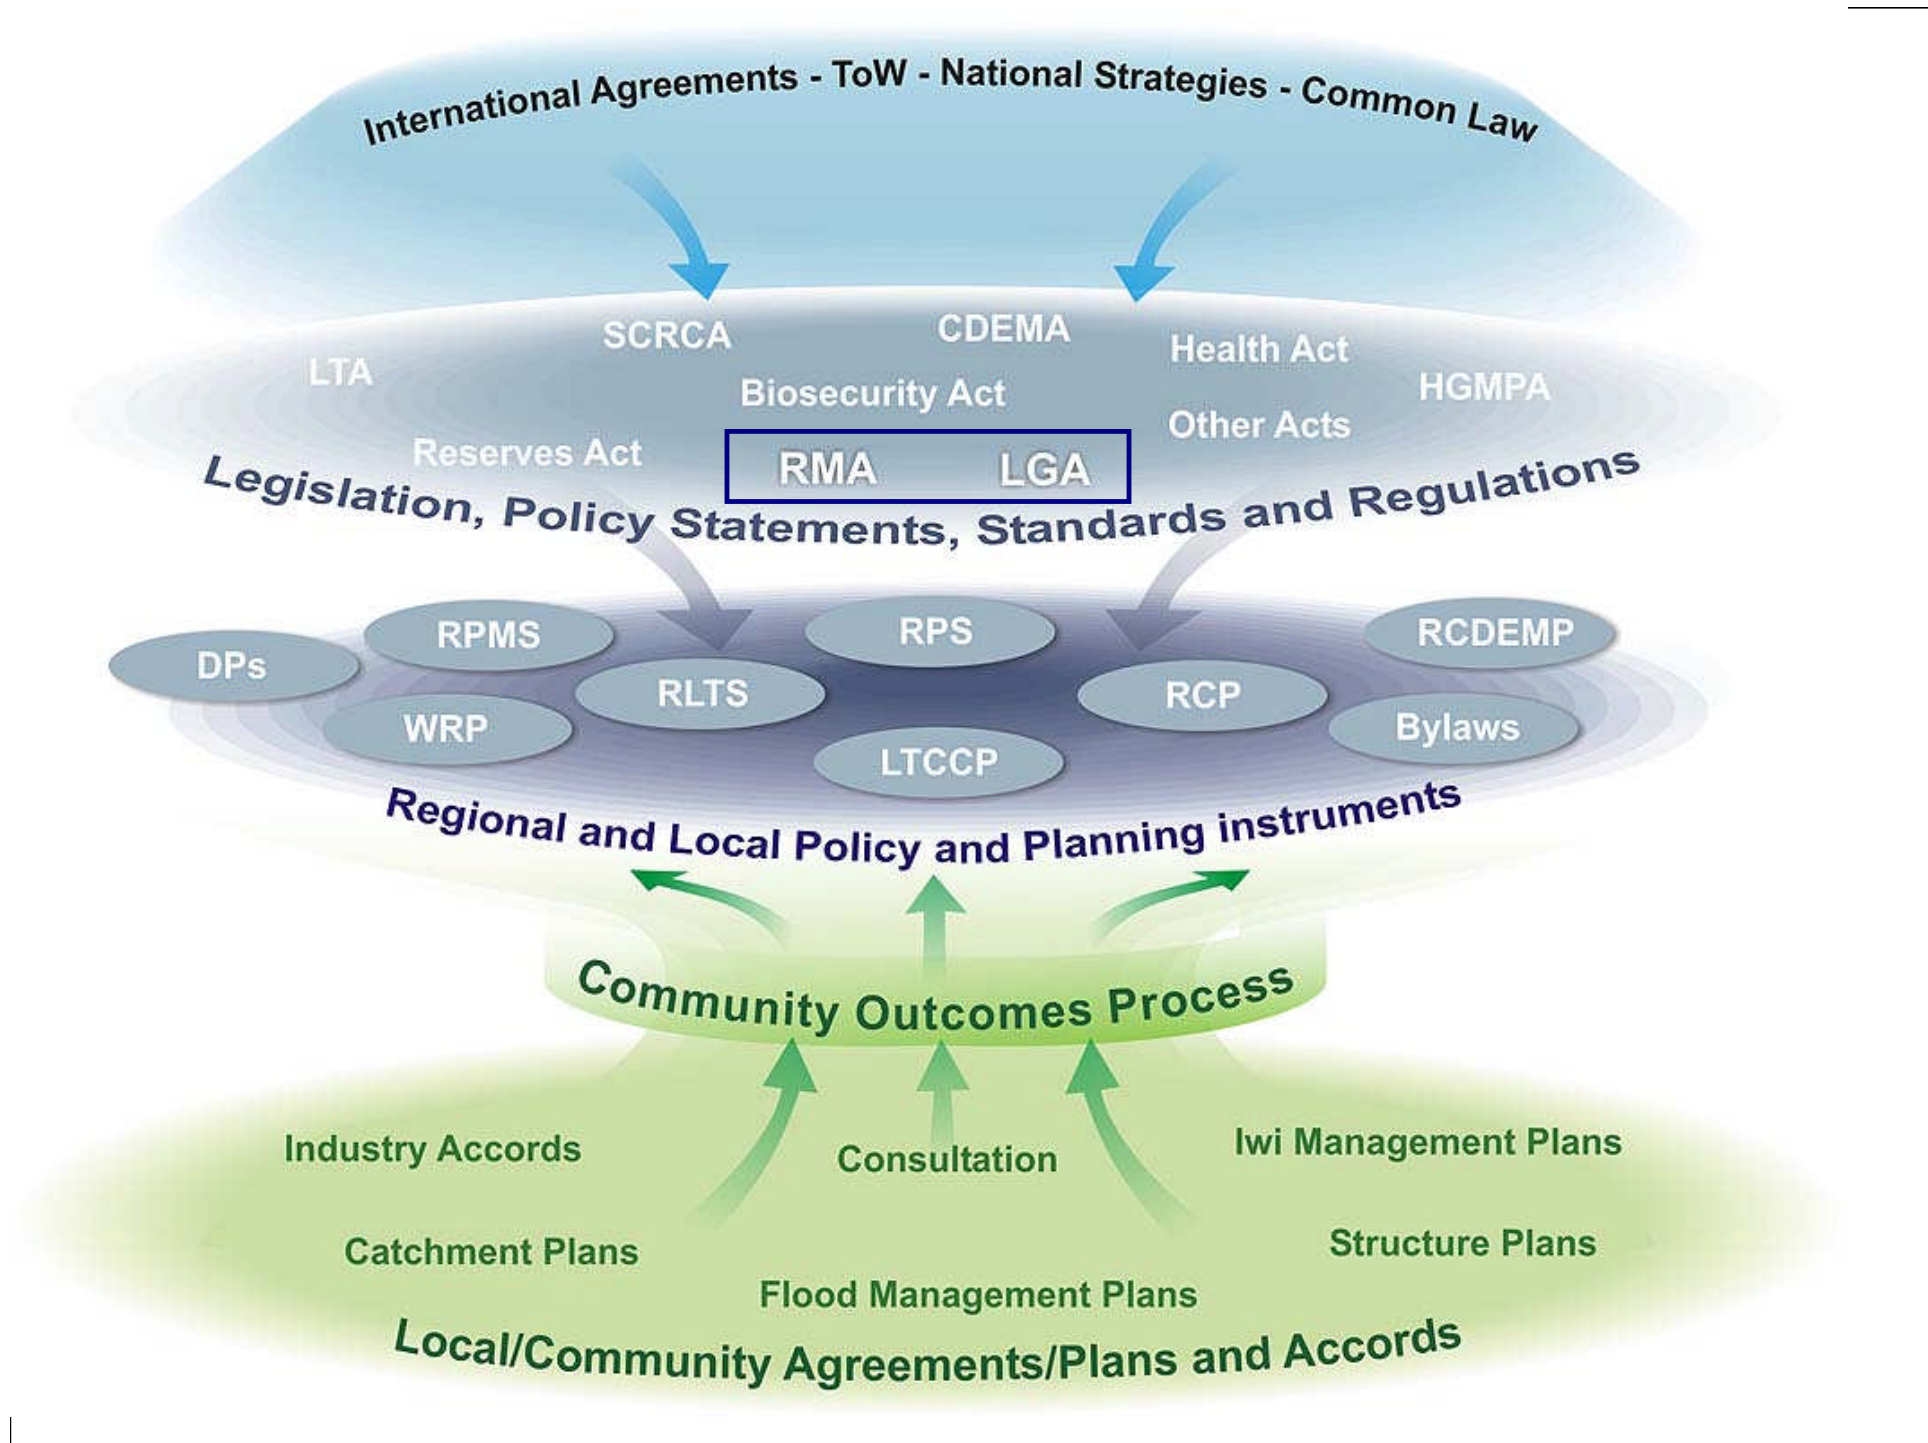 International Agreements - ToW - National Strategies - Common Law
SCRCA
CDEMA
Health Act
LTA
HGMPA
Biosecurity Act
Other Acts
Reserves Act
RMA
LGA
Legislation, Policy Statements, Standards and Regulations
RPMS
RPS
RCDEMP
DPs
RLTS
RCP
WRP
Bylaws
LTCCP
Regional and Local Policy and Planning instruments
Community Outcomes Process
Industry Accords
Consultation
Iwi Management Plans
Catchment Plans
Structure Plans
Flood Management Plans
Local/Community Agreements/Plans and Accords